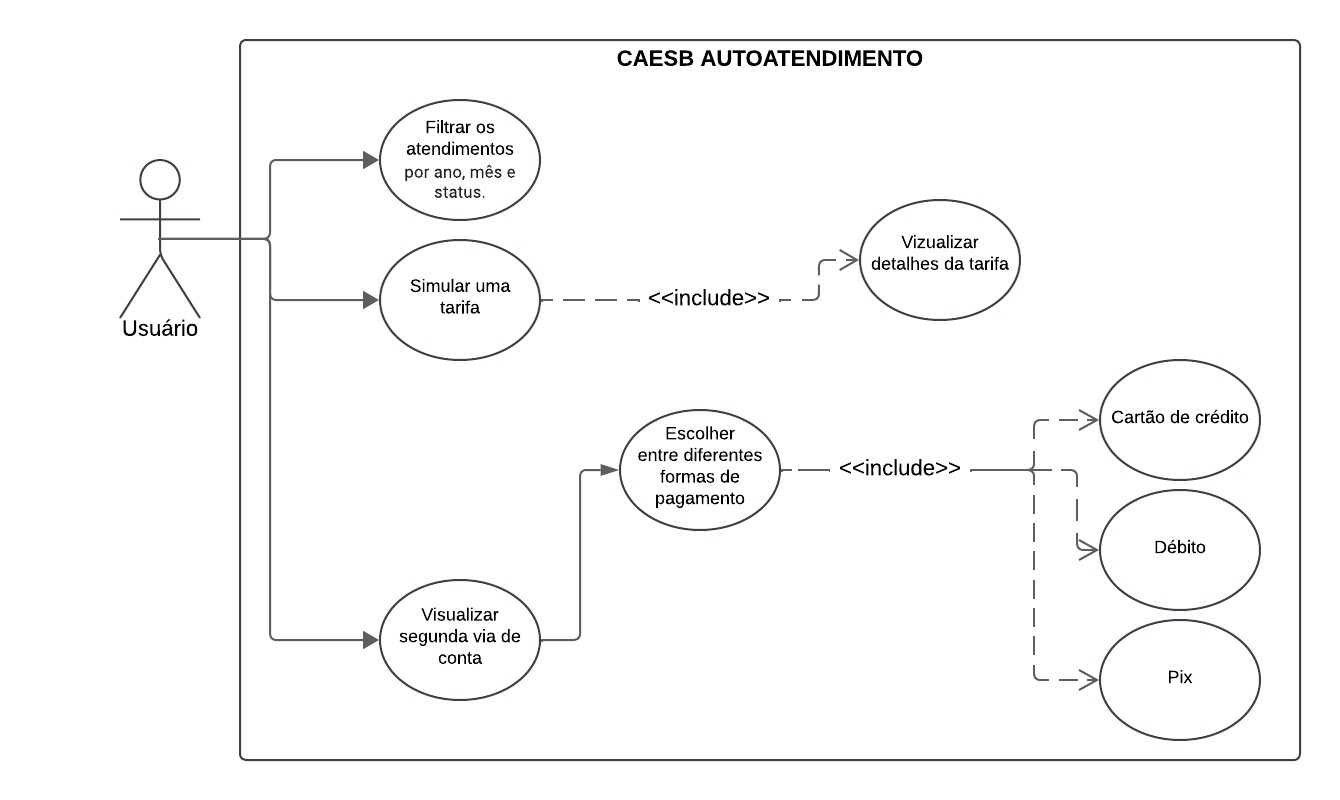 CAESB AUTOATENDIMENTO
Filtrar os
atendimentos
por ano, mês e
status.
Usuário
Simular uma
tarifa
<<include>>
Vizualizar
detalhes da tarifa
Escolher
entre diferentes
formas de
pagamento
<<include>>
Cartão de crédito
Débito
Pix
Visualizar
segunda via de
conta